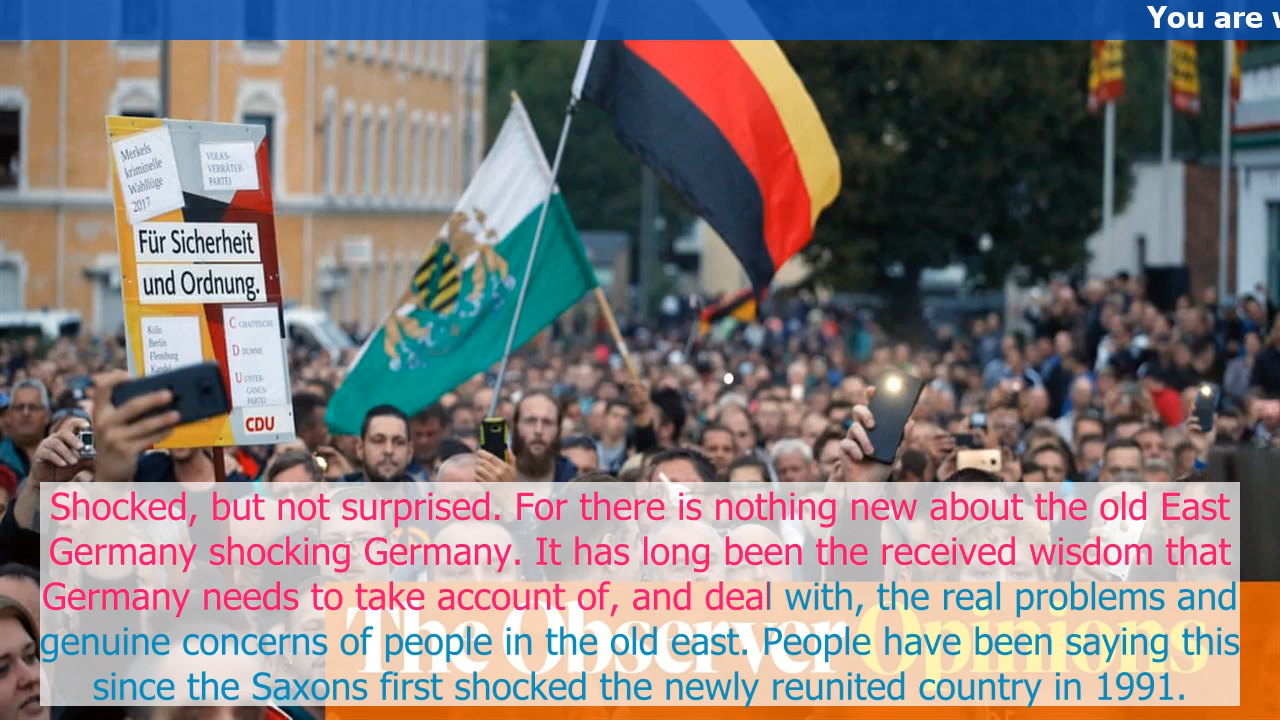 You are
Merkels
kriminelle
Wahllüge
2017
VOLKS-
VERRÄTER-
PARTEI
Für Sicherheit
und Ordnung.
Köln
Berlin
Flensburg
C CHAOTISCHE
D DUMME
U UNTER-
GANGS-
PARTEI
CDU
Shocked, but not surprised. For there is nothing new about the old East
Germany shocking Germany. It has long been the received wisdom that
Germany needs to take account of, and deal with, the real problems and
genuine concerns of people in the old east. People have been saying this
since the Saxons first shocked the newly reunited country in 1991.
The Observer Opinions